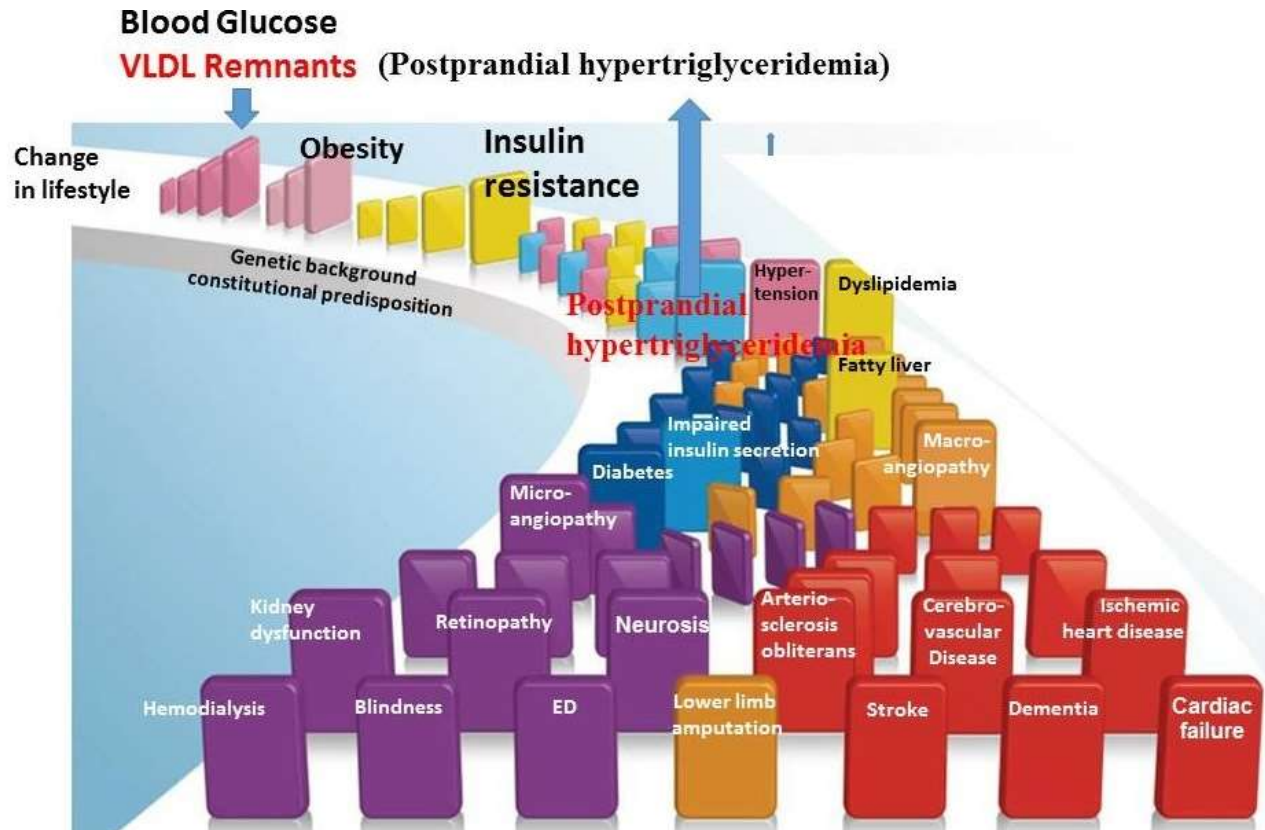 Blood Glucose
VLDL Remnants (Postprandial hypertriglyceridemia)
Change
in lifestyle
Obesity
Insulin
resistance
Genetic background
constitutional predisposition
Hyper-
tension
Dyslipidemia
Postprandial
hypertriglyceridemia
Fatty liver
Impaired
insulin secretion
Macro-
angiopathy
Diabetes
Micro-
angiopathy
Kidney
dysfunction
Retinopathy
Neurosis
Arterio-
sclerosis
obliterans
Cerebro-
vascular
Disease
Ischemic
heart disease
Hemodialysis
Blindness
ED
Lower limb
amputation
Stroke
Dementia
Cardiac
failure